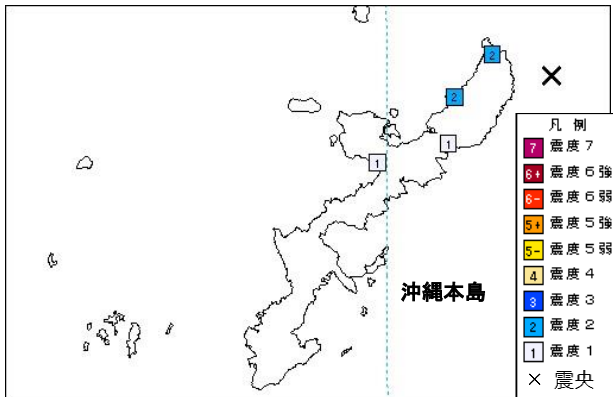 2
2
1
1
沖縄本島
凡例
7 震度7
6+ 震度6強
6- 震度6弱
5+ 震度5強
5- 震度5弱
4 震度4
3 震度3
2 震度2
1 震度1
× 震央